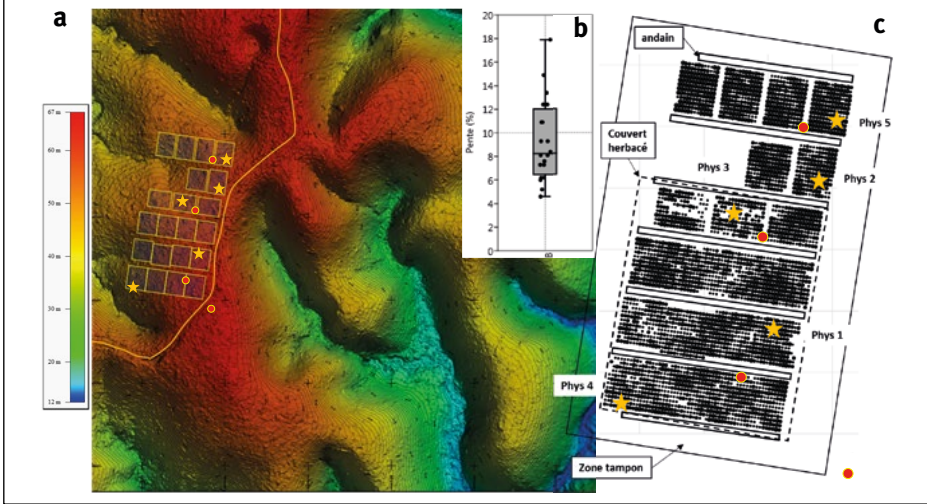 a
67 m
60 m
50 m
40 m
30 m
20 m
12 m
b
Pente (%)
20
18
16
14
12
10
8
6
4
2
0
c
andain
Phys 5
Couvert
herbacé
Phys 3
Phys 2
Phys 1
Phys 4
Zone tampon